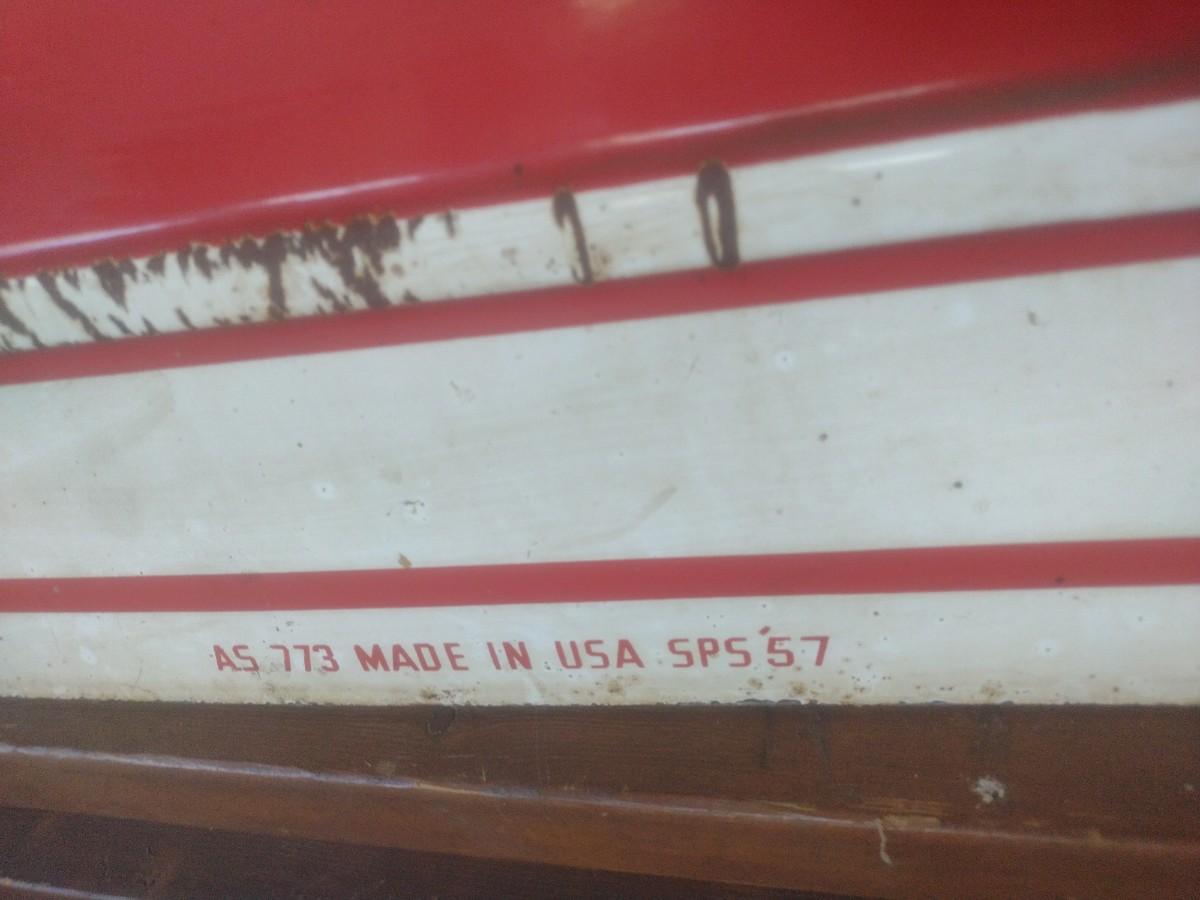 AS 773 MADE IN USA SPS '57